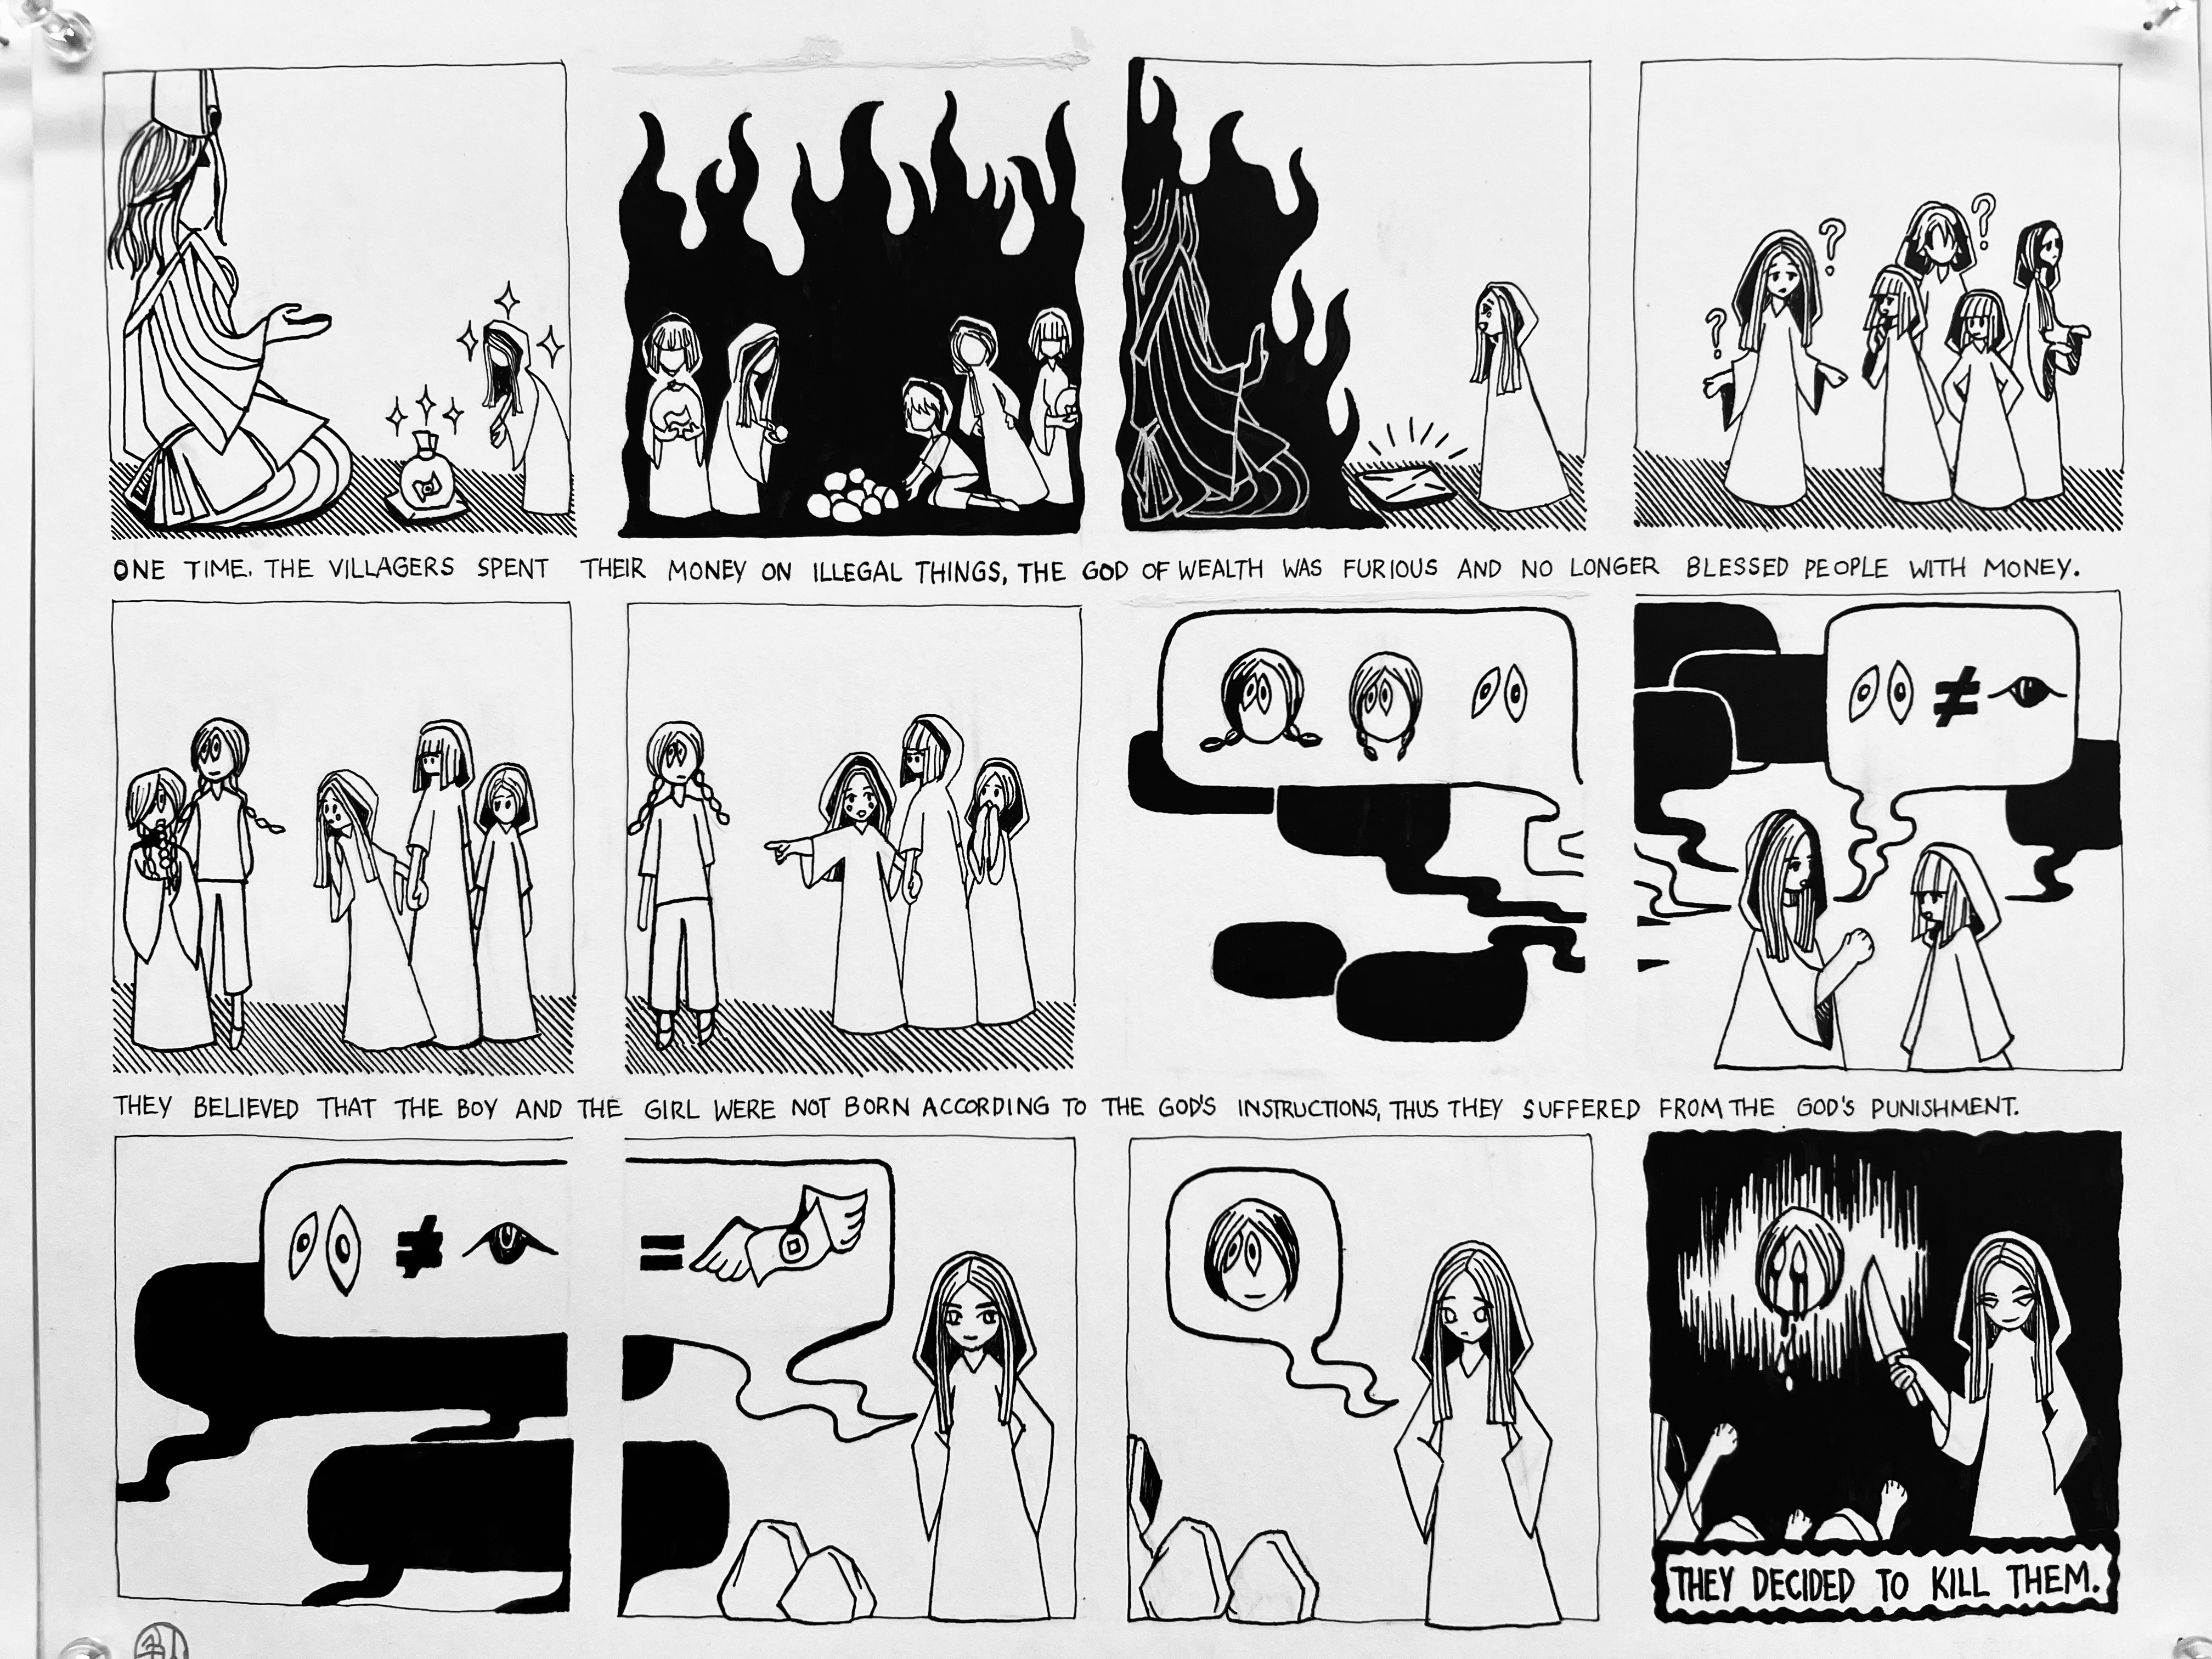 ONE TIME. THE VILLAGERS SPENT THEIR MONEY ON ILLEGAL THINGS, THE GOD OF WEALTH WAS FURIOUS AND NO LONGER BLESSED PEOPLE WITH MONEY.
? ? ?
THEY BELIEVED THAT THE BOY AND THE GIRL WERE NOT BORN ACCORDING TO THE GOD'S INSTRUCTIONS, THUS THEY SUFFERED FROM THE GOD'S PUNISHMENT.
≠
≠ =
THEY DECIDED TO KILL THEM.